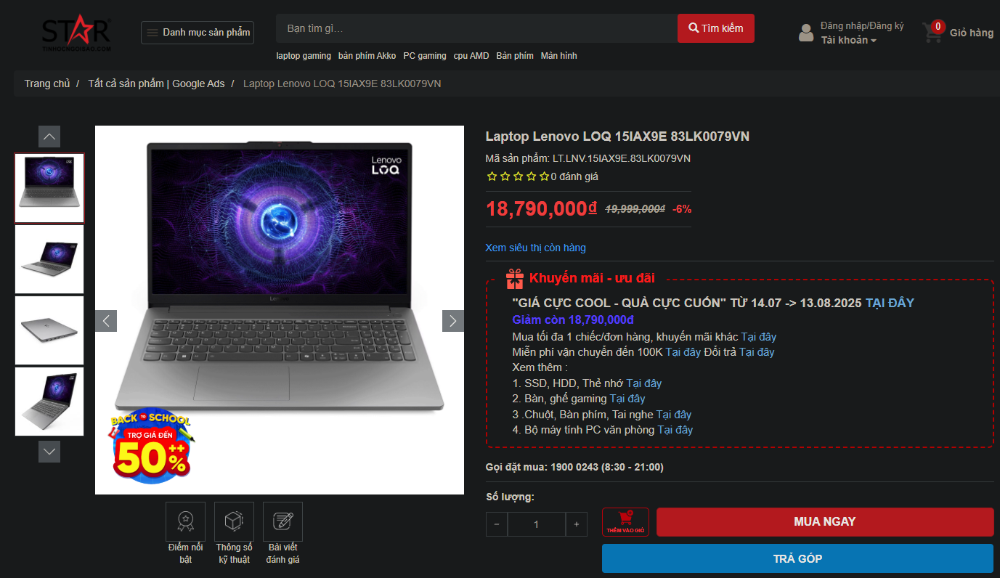 STAR
TINHOCNGOISAO.COM
Danh mục sản phẩm
Bạn tìm gì...
Tìm kiếm
Đăng nhập/Đăng ký
Tài khoản
0
Giỏ hàng
laptop gaming bàn phím Akko PC gaming cpu AMD Bàn phím Màn hình
Trang chủ / Tất cả sản phẩm | Google Ads / Laptop Lenovo LOQ 15IAX9E 83LK0079VN
Lenovo
LOQ
Lenovo
BACK TO SCHOOL
TRỢ GIÁ ĐẾN
50++%
Điểm nổi bật
Thông số kỹ thuật
Bài viết đánh giá
Laptop Lenovo LOQ 15IAX9E 83LK0079VN
Mã sản phẩm: LT.LNV.15IAX9E.83LK0079VN
0 đánh giá
18,790,000₫ 19,999,000₫ -6%
Xem siêu thị còn hàng
Khuyến mãi - ưu đãi
"GIÁ CỰC COOL - QUÀ CỰC CUỐN" TỪ 14.07 -> 13.08.2025 TẠI ĐÂY
Giảm còn 18,790,000đ
Mua tối đa 1 chiếc/đơn hàng, khuyến mãi khác Tại đây
Miễn phí vận chuyển đến 100K Tại đây Đổi trả Tại đây
Xem thêm :
1. SSD, HDD, Thẻ nhớ Tại đây
2. Bàn, ghế gaming Tại đây
3 .Chuột, Bàn phím, Tai nghe Tại đây
4. Bộ máy tính PC văn phòng Tại đây
Gọi đặt mua: 1900 0243 (8:30 - 21:00)
Số lượng:
− 1 +
THÊM VÀO GIỎ
MUA NGAY
TRẢ GÓP